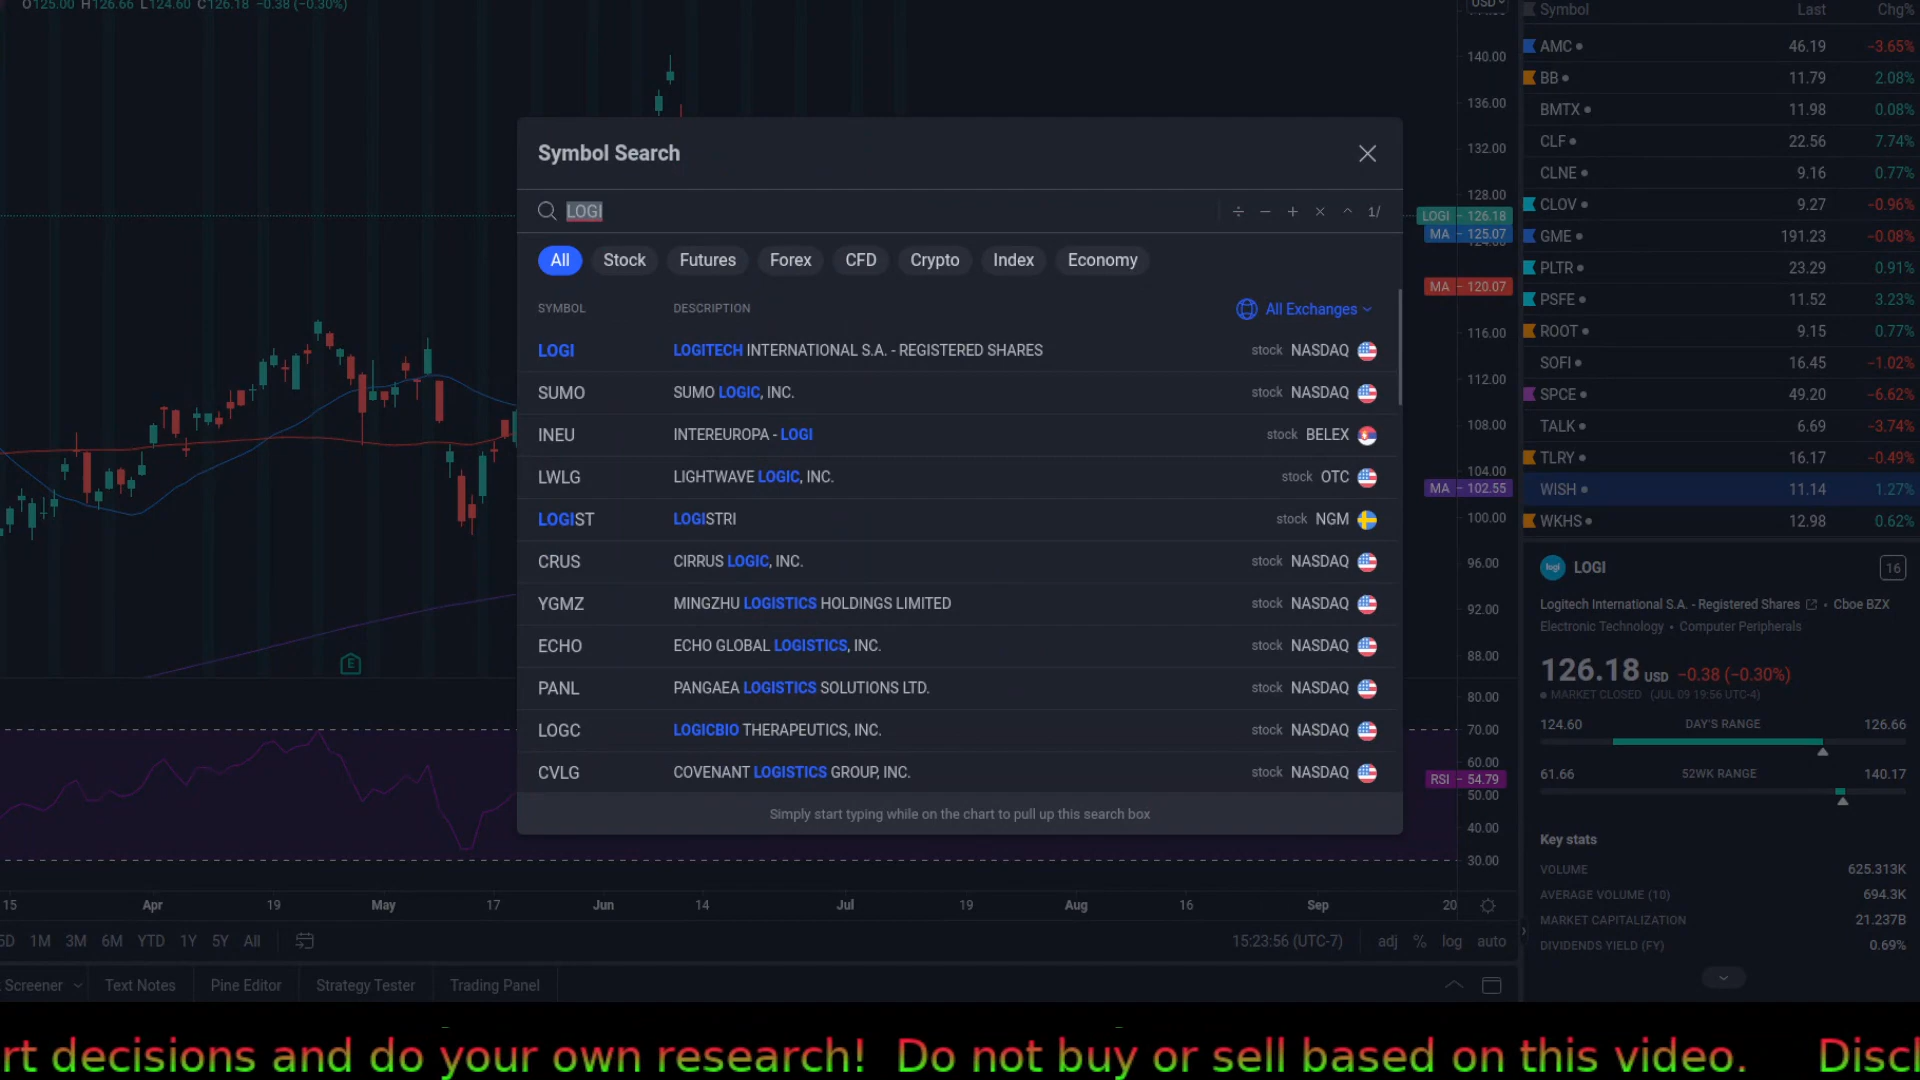 O125.00 H126.66 L124.60 C126.18 −0.38 (−0.30%)
USD
140.00
136.00
132.00
128.00
LOGI 126.18
MA 125.07
MA 120.07
116.00
112.00
108.00
104.00
MA 102.55
100.00
96.00
92.00
88.00
80.00
70.00
60.00
RSI 54.79
50.00
40.00
30.00
Symbol Search
LOGI
÷ − + × ^ 1/
All Stock Futures Forex CFD Crypto Index Economy
SYMBOL DESCRIPTION All Exchanges
LOGI LOGITECH INTERNATIONAL S.A. - REGISTERED SHARES stock NASDAQ
SUMO SUMO LOGIC, INC. stock NASDAQ
INEU INTEREUROPA - LOGI stock BELEX
LWLG LIGHTWAVE LOGIC, INC. stock OTC
LOGIST LOGISTRI stock NGM
CRUS CIRRUS LOGIC, INC. stock NASDAQ
YGMZ MINGZHU LOGISTICS HOLDINGS LIMITED stock NASDAQ
ECHO ECHO GLOBAL LOGISTICS, INC. stock NASDAQ
PANL PANGAEA LOGISTICS SOLUTIONS LTD. stock NASDAQ
LOGC LOGICBIO THERAPEUTICS, INC. stock NASDAQ
CVLG COVENANT LOGISTICS GROUP, INC. stock NASDAQ
Simply start typing while on the chart to pull up this search box
E
15 Apr 19 May 17 Jun 14 Jul 19 Aug 16 Sep 20
5D 1M 3M 6M YTD 1Y 5Y All
15:23:56 (UTC-7) adj % log auto
Screener Text Notes Pine Editor Strategy Tester Trading Panel
Symbol Last Chg%
AMC 46.19 −3.65%
BB 11.79 2.08%
BMTX 11.98 0.08%
CLF 22.56 7.74%
CLNE 9.16 0.77%
CLOV 9.27 −0.96%
GME 191.23 −0.08%
PLTR 23.29 0.91%
PSFE 11.52 3.23%
ROOT 9.15 0.77%
SOFI 16.45 −1.02%
SPCE 49.20 −6.62%
TALK 6.69 −3.74%
TLRY 16.17 −0.49%
WISH 11.14 1.27%
WKHS 12.98 0.62%
logi LOGI 16
Logitech International S.A. - Registered Shares • Cboe BZX
Electronic Technology • Computer Peripherals
126.18 USD −0.38 (−0.30%)
MARKET CLOSED (JUL 09 19:56 UTC-4)
124.60 DAY'S RANGE 126.66
61.66 52WK RANGE 140.17
Key stats
VOLUME 625.313K
AVERAGE VOLUME (10) 694.3K
MARKET CAPITALIZATION 21.237B
DIVIDENDS YIELD (FY) 0.69%
rt decisions and do your own research! Do not buy or sell based on this video. Discl